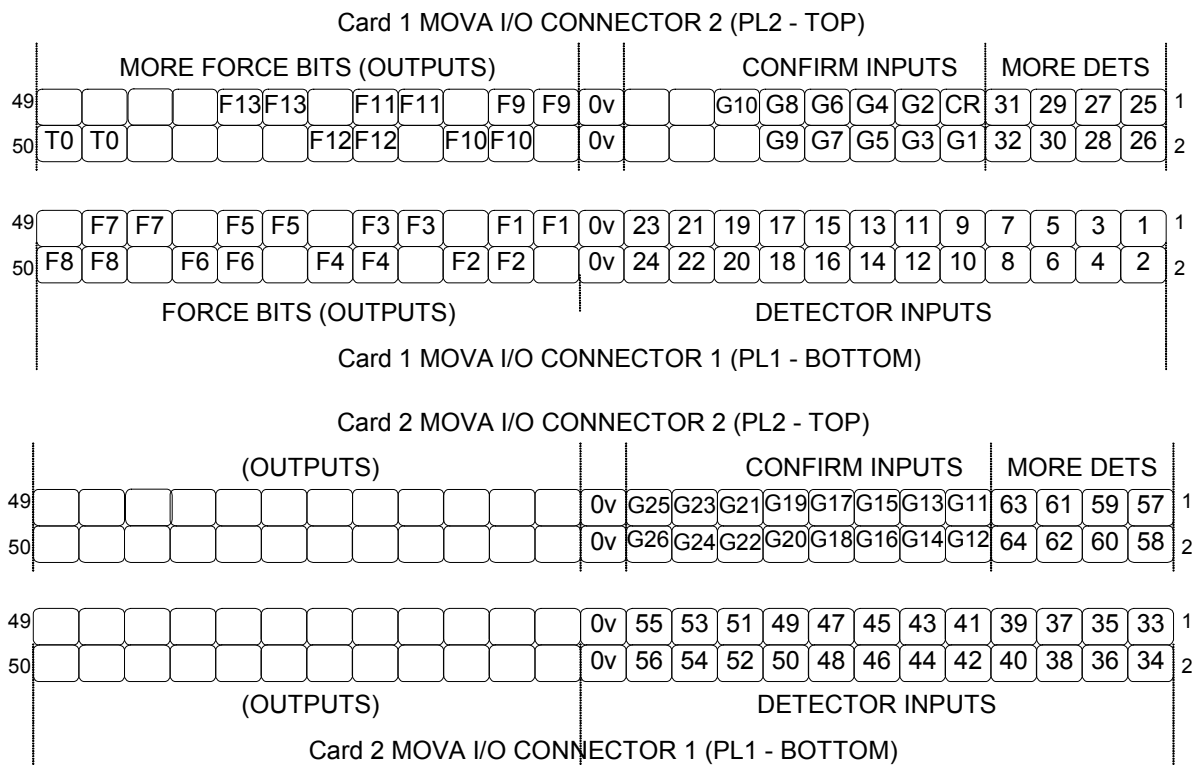 Card 1 MOVA I/O CONNECTOR 2 (PL2 - TOP)
MORE FORCE BITS (OUTPUTS) CONFIRM INPUTS MORE DETS
49 F13 F13 F11 F11 F9 F9 0v G10 G8 G6 G4 G2 CR 31 29 27 25 1
50 T0 T0 F12 F12 F10 F10 0v G9 G7 G5 G3 G1 32 30 28 26 2
49 F7 F7 F5 F5 F3 F3 F1 F1 0v 23 21 19 17 15 13 11 9 7 5 3 1 1
50 F8 F8 F6 F6 F4 F4 F2 F2 0v 24 22 20 18 16 14 12 10 8 6 4 2 2
FORCE BITS (OUTPUTS) DETECTOR INPUTS
Card 1 MOVA I/O CONNECTOR 1 (PL1 - BOTTOM)
Card 2 MOVA I/O CONNECTOR 2 (PL2 - TOP)
(OUTPUTS) CONFIRM INPUTS MORE DETS
49 0v G25 G23 G21 G19 G17 G15 G13 G11 63 61 59 57 1
50 0v G26 G24 G22 G20 G18 G16 G14 G12 64 62 60 58 2
49 0v 55 53 51 49 47 45 43 41 39 37 35 33 1
50 0v 56 54 52 50 48 46 44 42 40 38 36 34 2
(OUTPUTS) DETECTOR INPUTS
Card 2 MOVA I/O CONNECTOR 1 (PL1 - BOTTOM)